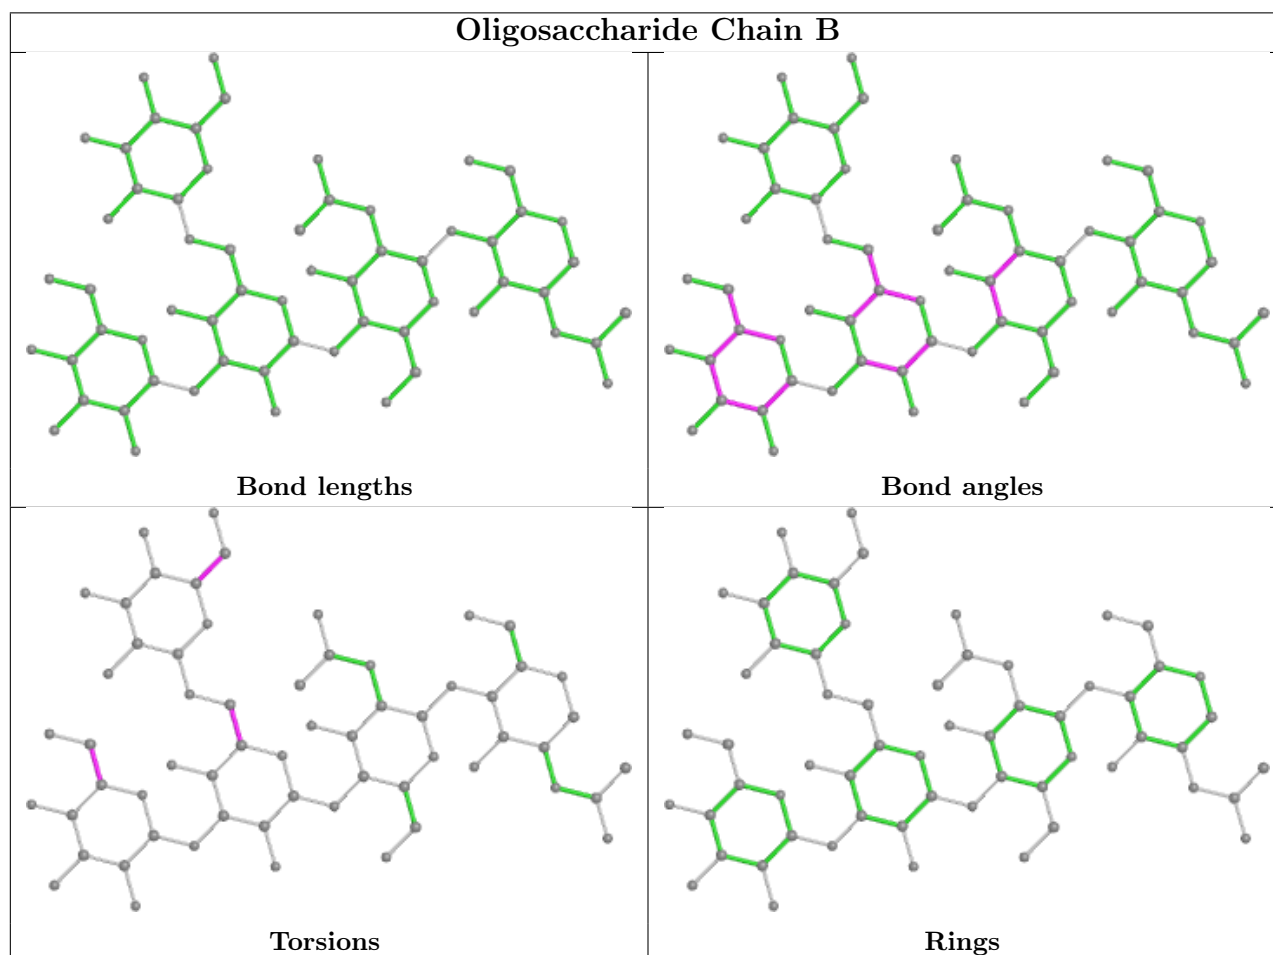 Oligosaccharide Chain B
Bond lengths
Bond angles
Torsions
Rings